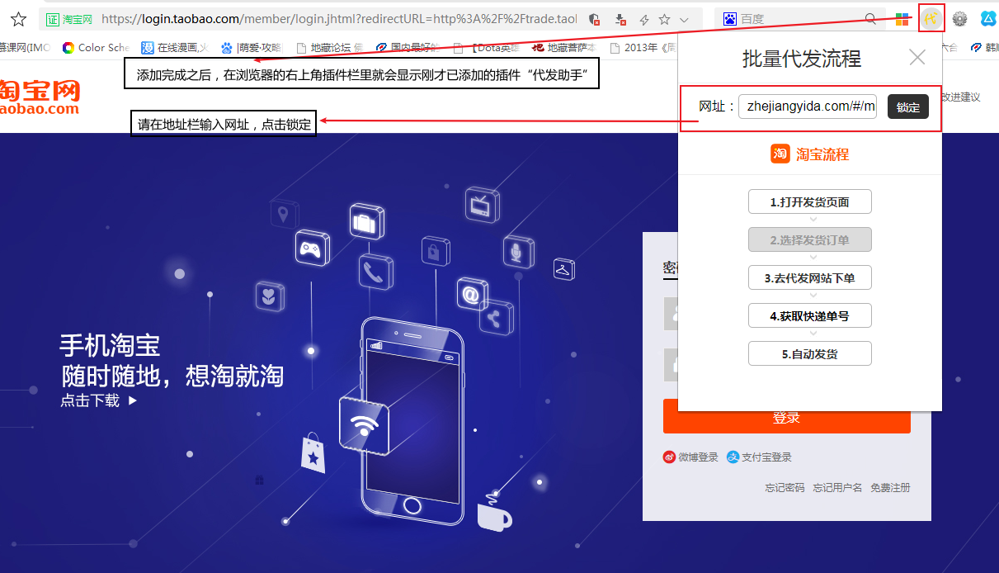 证 淘宝网 https://login.taobao.com/member/login.jhtml?redirectURL=http%3A%2F%2Ftrade.taol 百度 代
慕课网(IMO Color Sche 在线漫画,火 |萌爱·攻略 地藏论坛 佛 国内最好的 【Dota英雄 地藏菩萨本 2013年《周 大会 韩顺
添加完成之后，在浏览器的右上角插件栏里就会显示刚才已添加的插件“代发助手”
批量代发流程
淘宝网
aobao.com
网址： zhejiangyida.com/#/m 锁定
改进建议
请在地址栏输入网址，点击锁定
淘 淘宝流程
1.打开发货页面
2.选择发货订单
3.去代发网站下单
4.获取快递单号
5.自动发货
密码
手机淘宝
随时随地，想淘就淘
点击下载
登录
微博登录 支付宝登录
忘记密码 忘记用户名 免费注册